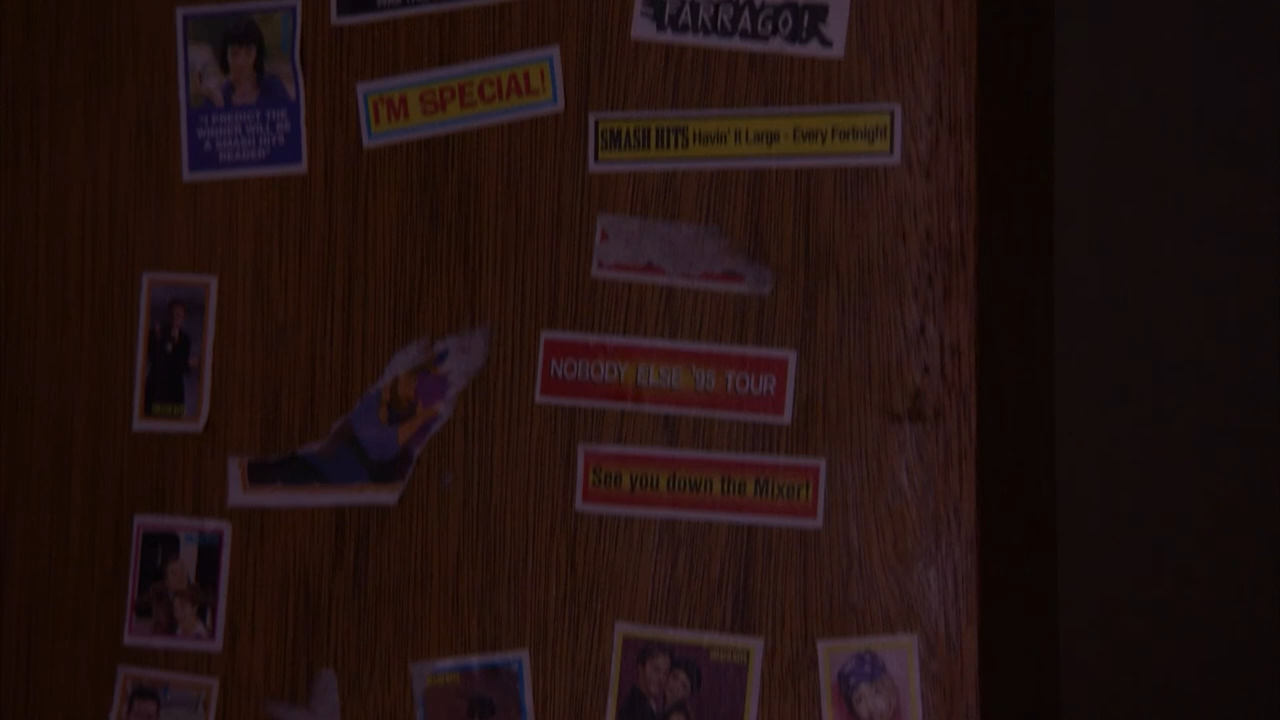 FARRAGO!
I'M SPECIAL!
"I PREDICT THE
WINNER WILL BE
A SMASH HITS
READER!"
SMASH HITS Havin' it Large - Every Fortnight
NOBODY ELSE '95 TOUR
See you down the Mixer!